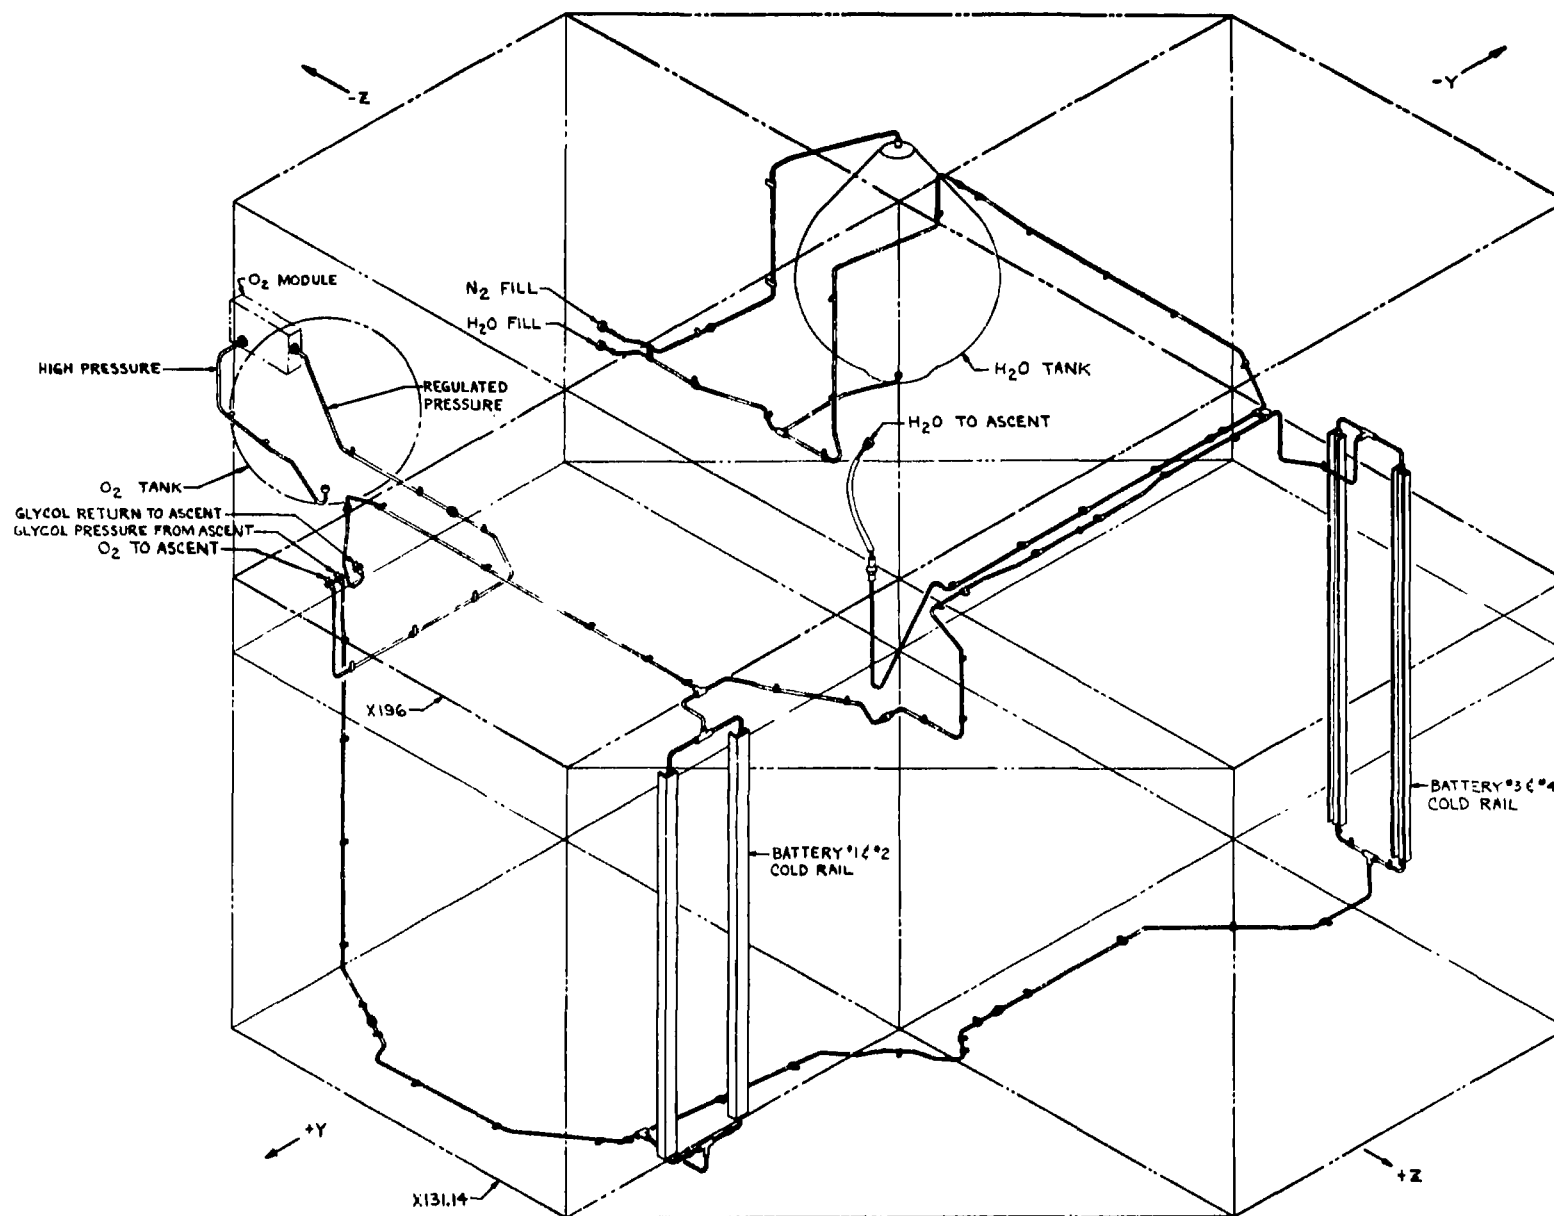 -Z
-Y
O₂ MODULE
N₂ FILL
H₂O FILL
HIGH PRESSURE
REGULATED
PRESSURE
H₂O TANK
H₂O TO ASCENT
O₂ TANK
GLYCOL RETURN TO ASCENT
GLYCOL PRESSURE FROM ASCENT
O₂ TO ASCENT
X196
BATTERY #3 & #4
COLD RAIL
BATTERY #1 & #2
COLD RAIL
+Y
+Z
X131.14